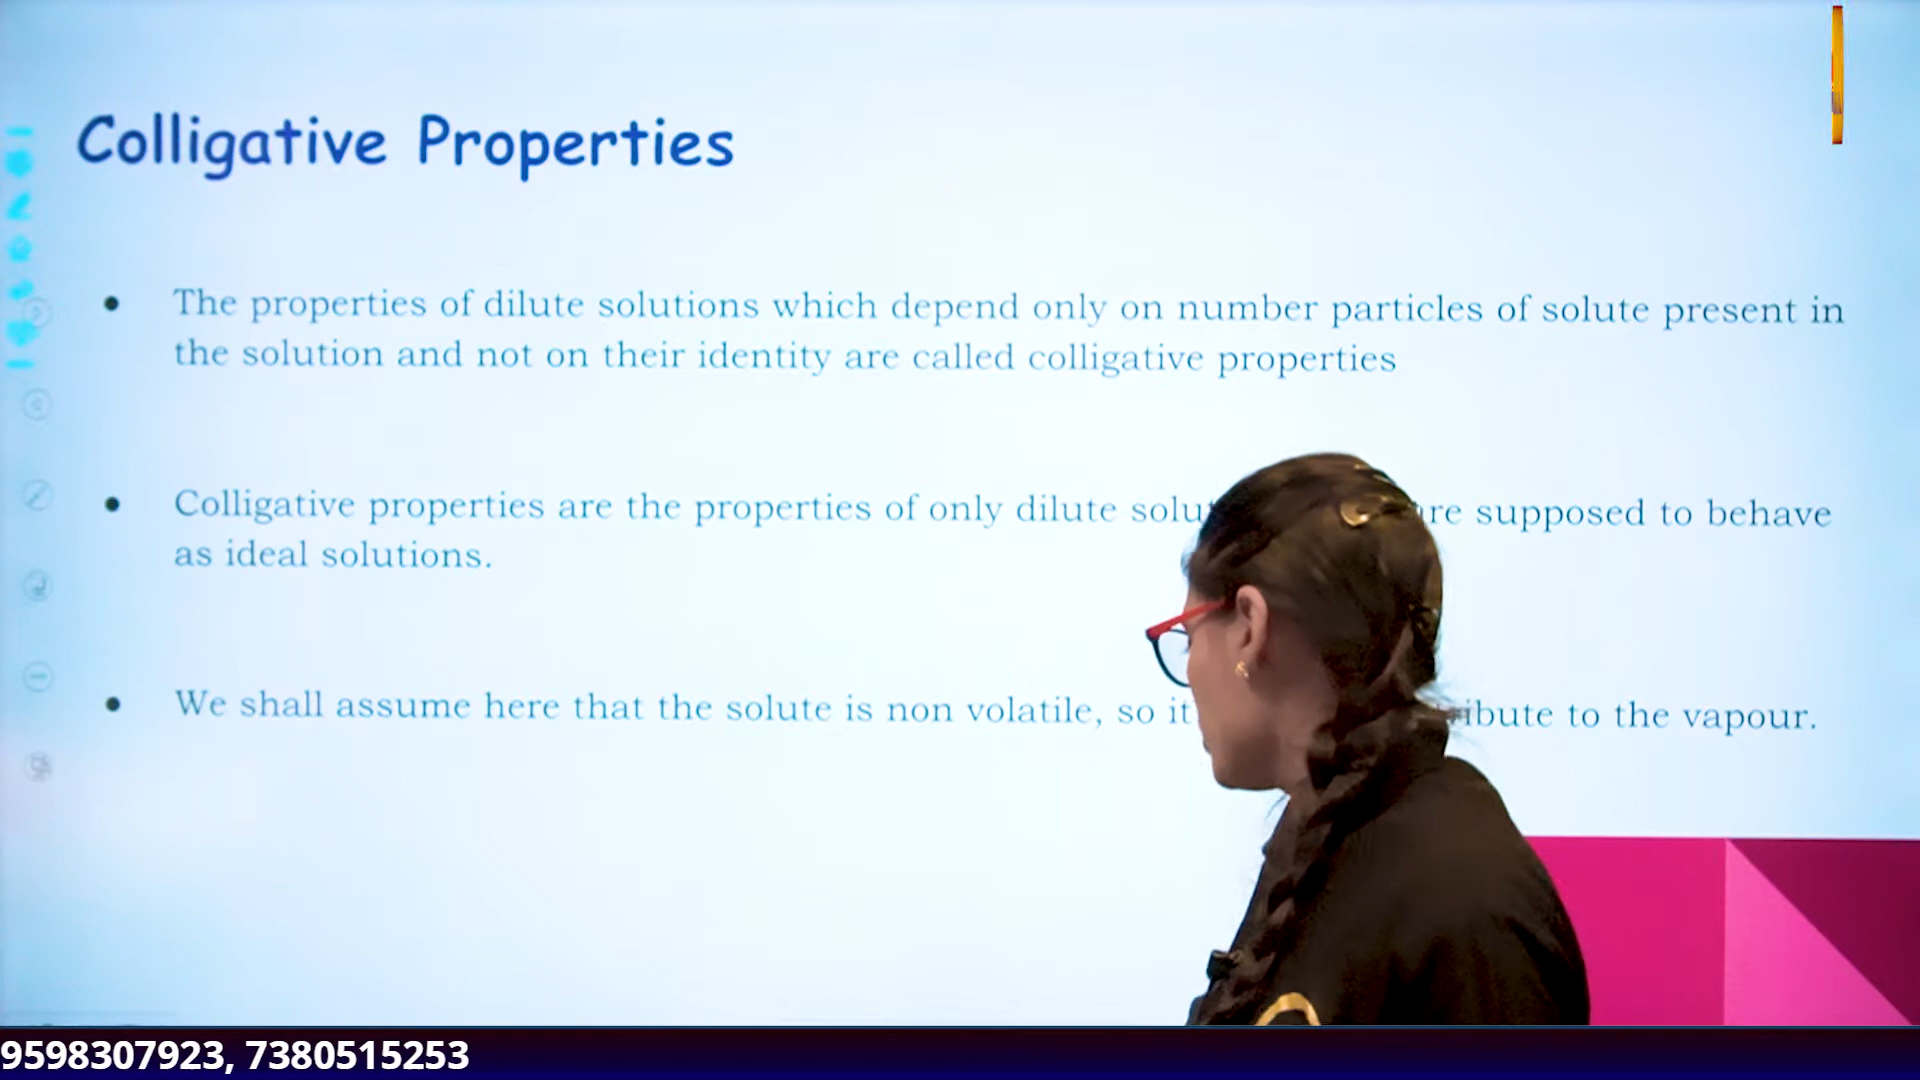 Colligative Properties
• The properties of dilute solutions which depend only on number particles of solute present in
the solution and not on their identity are called colligative properties
• Colligative properties are the properties of only dilute supposed to behave
as ideal solutions.
• We shall assume here that the solute is non volatile, so it to the vapour.
9598307923, 7380515253